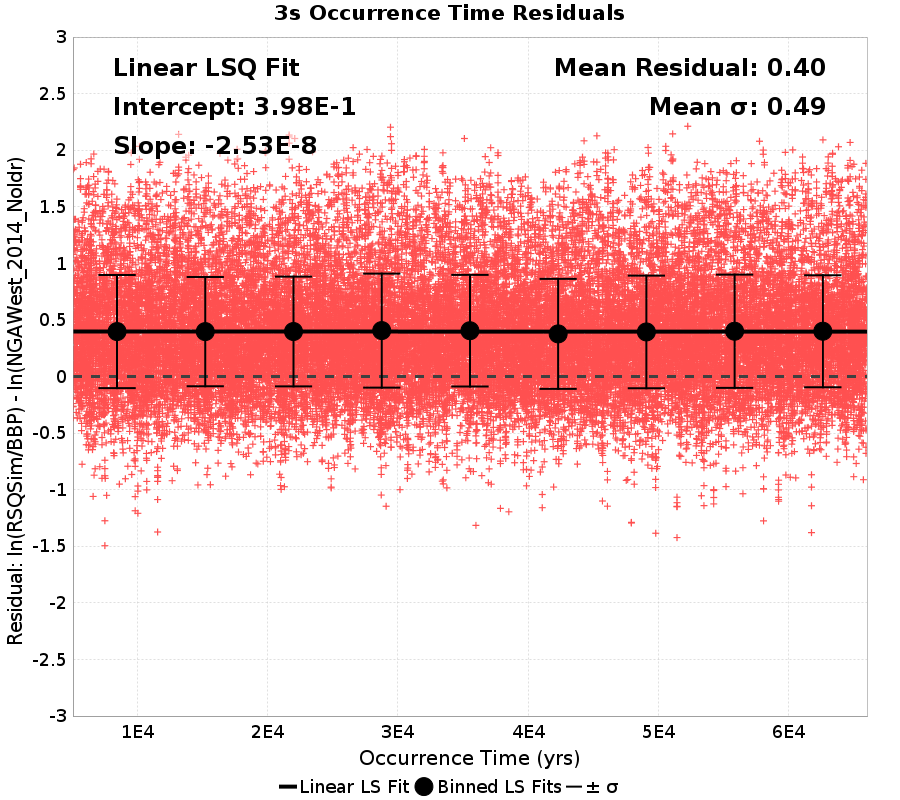 3s Occurrence Time Residuals
Linear LSQ Fit
Intercept: 3.98E-1
Slope: -2.53E-8
Mean Residual: 0.40
Mean σ: 0.49
Residual: ln(RSQSim/BBP) - ln(NGAWest_2014_NoIdr)
3
2.5
2
1.5
1
0.5
0
-0.5
-1
-1.5
-2
-2.5
-3
1E4
2E4
3E4
4E4
5E4
6E4
Occurrence Time (yrs)
Linear LS Fit
Binned LS Fits
± σ